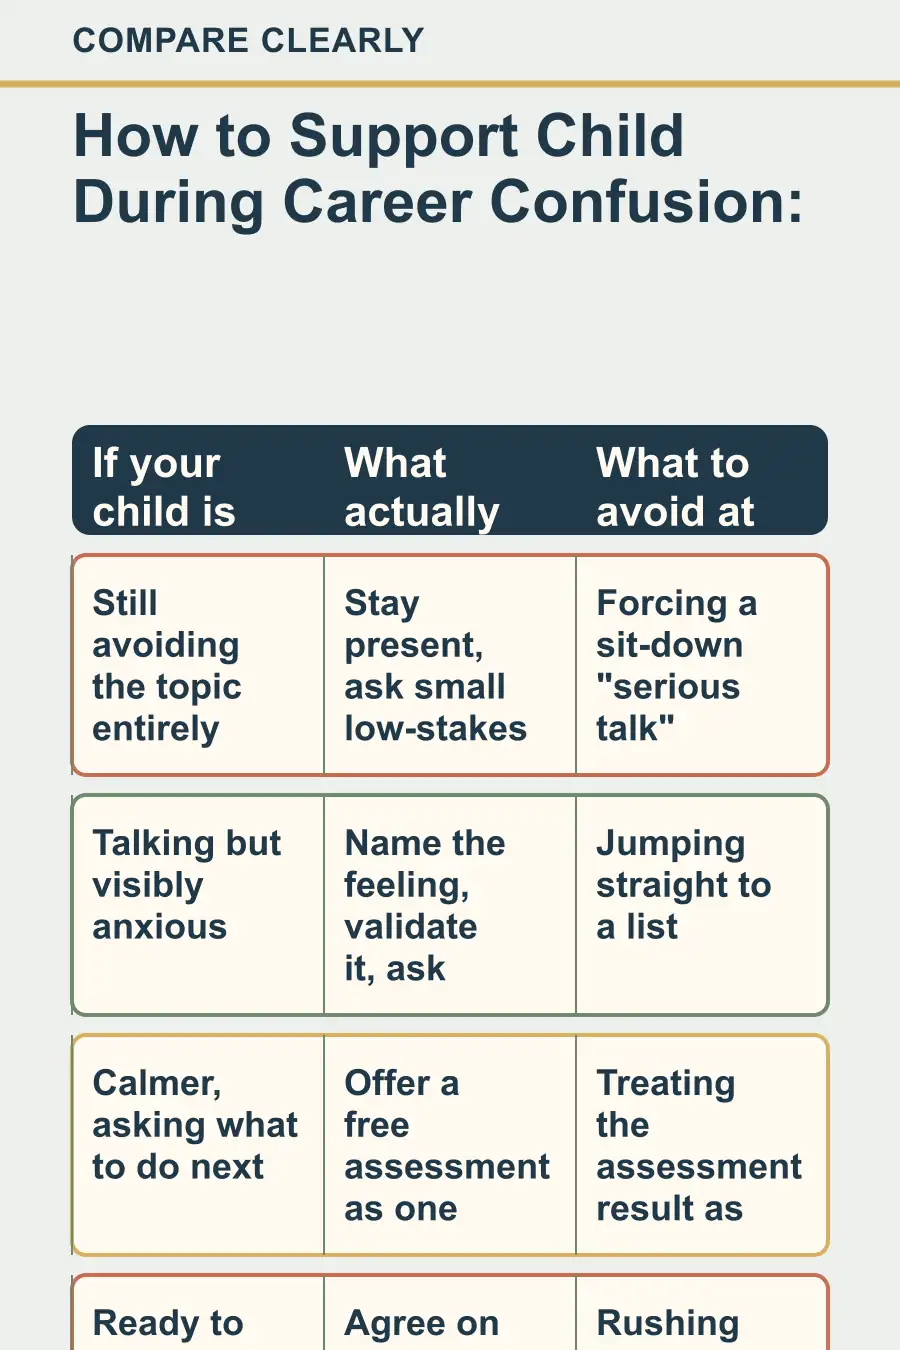 COMPARE CLEARLY
How to Support Child
During Career Confusion:
If your
child is
What
actually
What to
avoid at
Still
avoiding
the topic
entirely
Stay
present,
ask small
low-stakes
Forcing a
sit-down
"serious
talk"
Talking but
visibly
anxious
Name the
feeling,
validate
it, ask
Jumping
straight to
a list
Calmer,
asking what
to do next
Offer a
free
assessment
as one
Treating
the
assessment
result as
Ready to
Agree on
Rushing